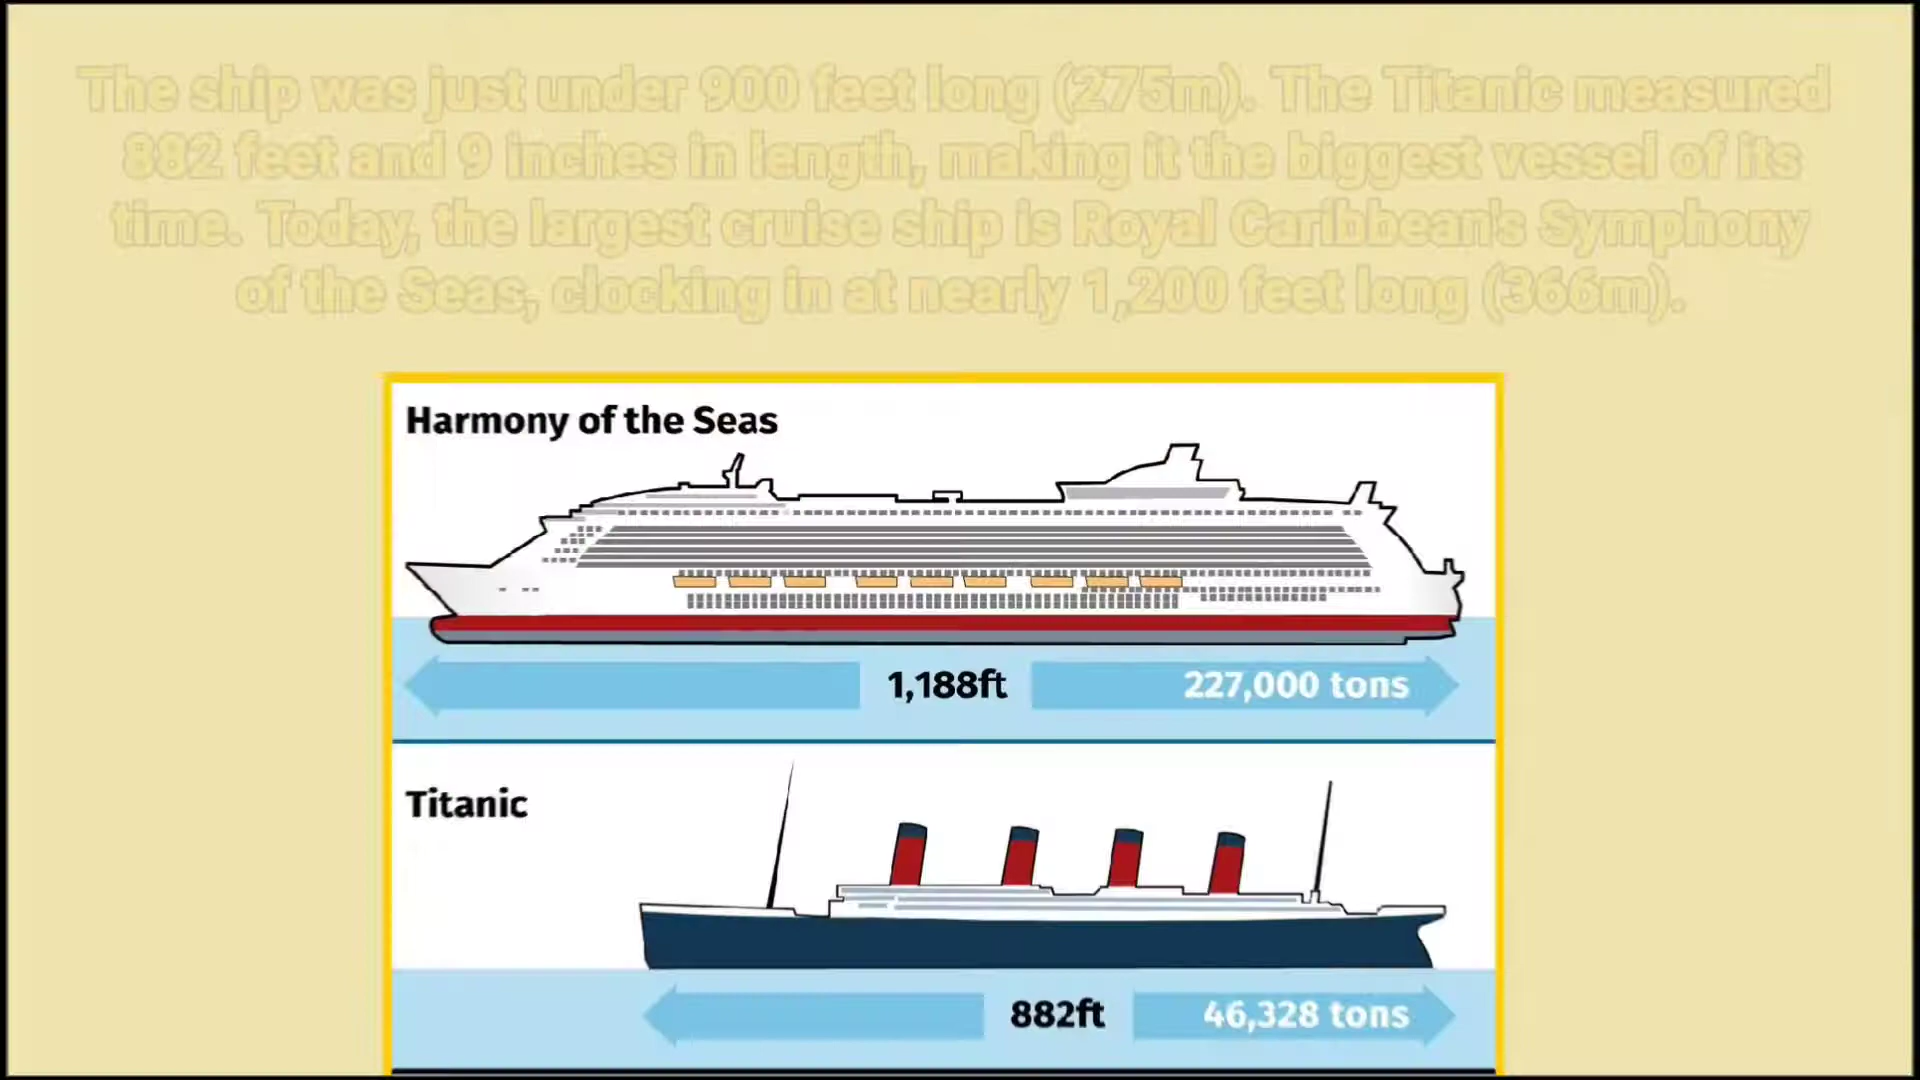 The ship was just under 900 feet long (275m). The Titanic measured
882 feet and 9 inches in length, making it the biggest vessel of its
time. Today, the largest cruise ship is Royal Caribbean's Symphony
of the Seas, clocking in at nearly 1,200 feet long (366m).
Harmony of the Seas
1,188ft
227,000 tons
Titanic
882ft
46,328 tons